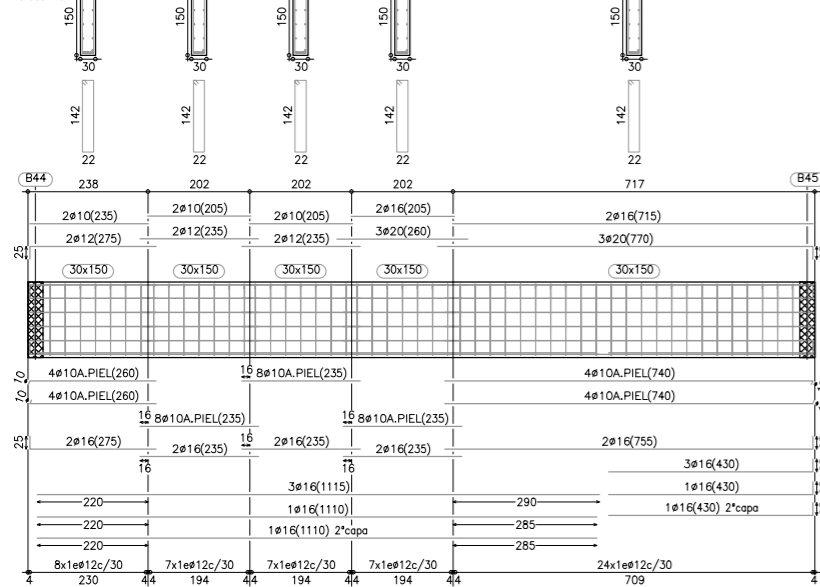 150 150 150 150 150
30 30 30 30 30
142 142 142 142 142
22 22 22 22 22
B44 238 202 202 202 717 B45
2ø10(235) 2ø10(205) 2ø10(205) 2ø16(205) 2ø16(715)
2ø12(275) 2ø12(235) 2ø12(235) 3ø20(260) 3ø20(770)
25
30x150 30x150 30x150 30x150 30x150
10 4ø10A.PIEL(260) 16 8ø10A.PIEL(235) 4ø10A.PIEL(740)
10 4ø10A.PIEL(260) 4ø10A.PIEL(740)
16 8ø10A.PIEL(235) 16 8ø10A.PIEL(235)
25 2ø16(275) 2ø16(235) 16 2ø16(235) 2ø16(235) 2ø16(755)
16 16
3ø16(430)
3ø16(1115) 1ø16(430)
220 290
1ø16(1110) 1ø16(430) 2ªcapa
220 285
1ø16(1110) 2ªcapa
220 285
8x1eø12c/30 7x1eø12c/30 7x1eø12c/30 7x1eø12c/30 24x1eø12c/30
4 230 44 194 44 194 44 194 44 709 4